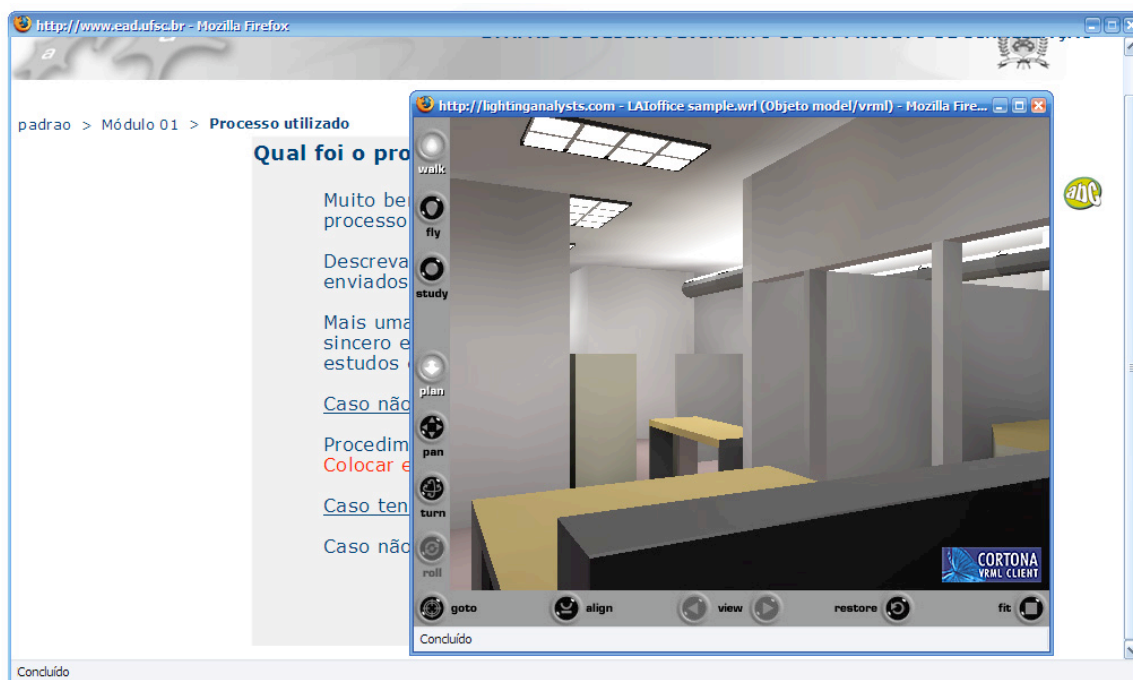 http://www.ead.ufsc.br - Mozilla Firefox
padrao > Módulo 01 > Processo utilizado
Qual foi o pro
Muito be
processo
Descreva
enviados
Mais uma
sincero e
estudos
Caso não
Procedim
Colocar e
Caso ten
Caso não
abc
http://lightinganalysts.com - LAIoffice sample.wrl (Objeto model/vrml) - Mozilla Fire...
walk
fly
study
plan
pan
turn
roll
CORTONA
VRML CLIENT
goto align view restore fit
Concluído
Concluído